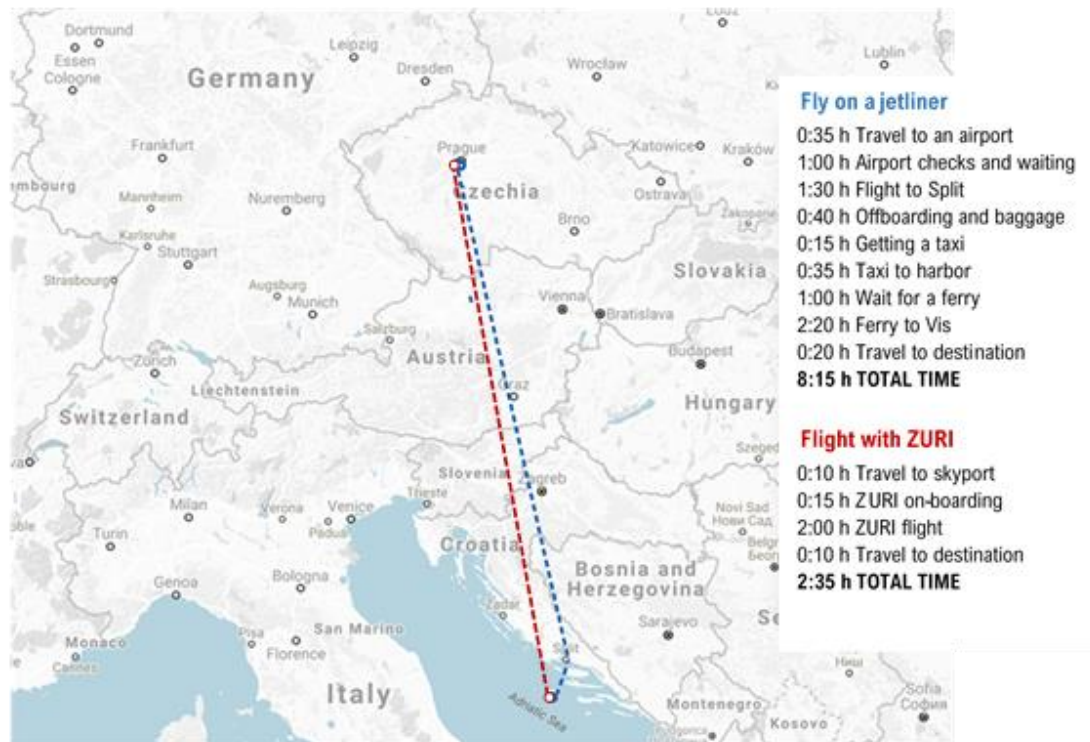 Dortmund
Essen
Cologne
Leipzig
Dresden
Wrocław
Lublin
Germany
Frankfurt
Prague
Czechia
Katowice
Kraków
Ostrava
Mannheim
Nuremberg
Brno
Karlsruhe
Stuttgart
Strasbourg
Augsburg
Munich
Vienna
Bratislava
Slovakia
Salzburg
Austria
Budapest
Zürich
Liechtenstein
Graz
Hungary
Switzerland
Slovenia
Zagreb
Milan
Verona
Venice
Trieste
Padua
Turin
Croatia
Novi Sad
Нови Сад
Genoa
Bologna
Bosnia and
Herzegovina
Zadar
Sarajevo
San Marino
Monaco
Cannes
Pisa
Florence
Split
Italy
Adriatic Sea
Montenegro
Kosovo
Ниш
Sofia
София
Fly on a jetliner
0:35 h Travel to an airport
1:00 h Airport checks and waiting
1:30 h Flight to Split
0:40 h Offboarding and baggage
0:15 h Getting a taxi
0:35 h Taxi to harbor
1:00 h Wait for a ferry
2:20 h Ferry to Vis
0:20 h Travel to destination
8:15 h TOTAL TIME
Flight with ZURI
0:10 h Travel to skyport
0:15 h ZURI on-boarding
2:00 h ZURI flight
0:10 h Travel to destination
2:35 h TOTAL TIME